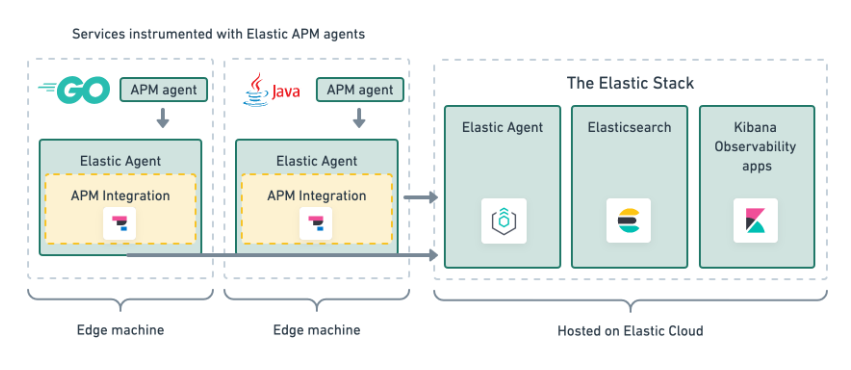 Services instrumented with Elastic APM agents
GO
APM agent
Java
APM agent
Elastic Agent
APM Integration
Elastic Agent
APM Integration
The Elastic Stack
Elastic Agent
Elasticsearch
Kibana
Observability
apps
Edge machine
Edge machine
Hosted on Elastic Cloud